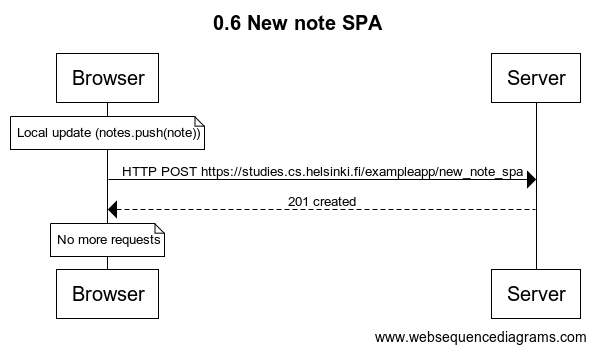 0.6 New note SPA
Browser
Server
Local update (notes.push(note))
HTTP POST https://studies.cs.helsinki.fi/exampleapp/new_note_spa
201 created
No more requests
Browser
Server
www.websequencediagrams.com